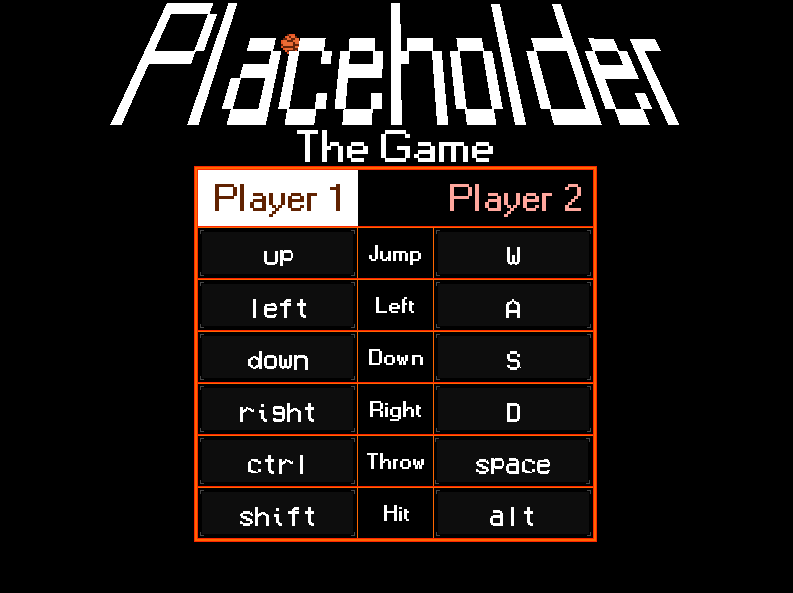 Placeholder
The Game
Player 1 Player 2
up Jump W
left Left A
down Down S
right Right D
ctrl Throw space
shift Hit alt